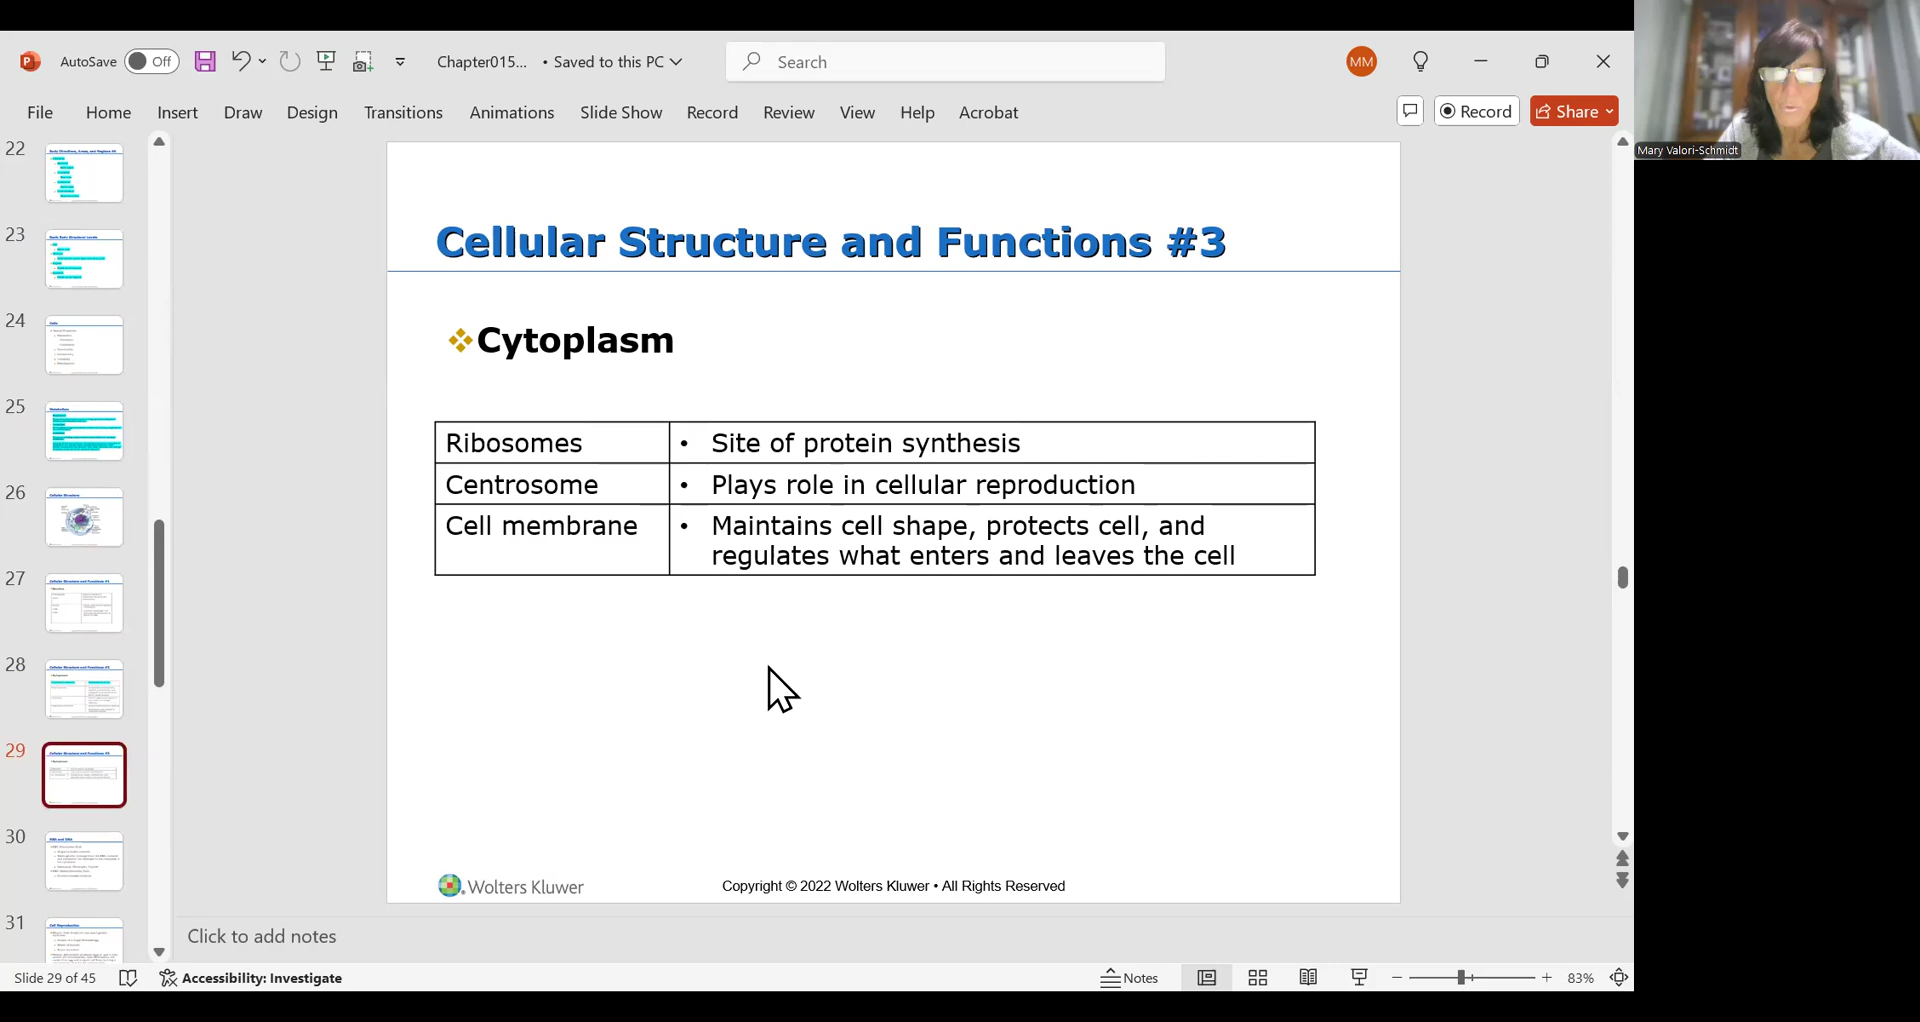 AutoSave Off Chapter015... • Saved to this PC Search MM
Mary Valori-Schmidt
File Home Insert Draw Design Transitions Animations Slide Show Record Review View Help Acrobat Record Share
22
23
24
25
26
27
28
29
30
31
Cellular Structure and Functions #3
❖Cytoplasm
Ribosomes • Site of protein synthesis
Centrosome • Plays role in cellular reproduction
Cell membrane • Maintains cell shape, protects cell, and
regulates what enters and leaves the cell
Wolters Kluwer Copyright © 2022 Wolters Kluwer • All Rights Reserved
Click to add notes
Slide 29 of 45 Accessibility: Investigate Notes 83%